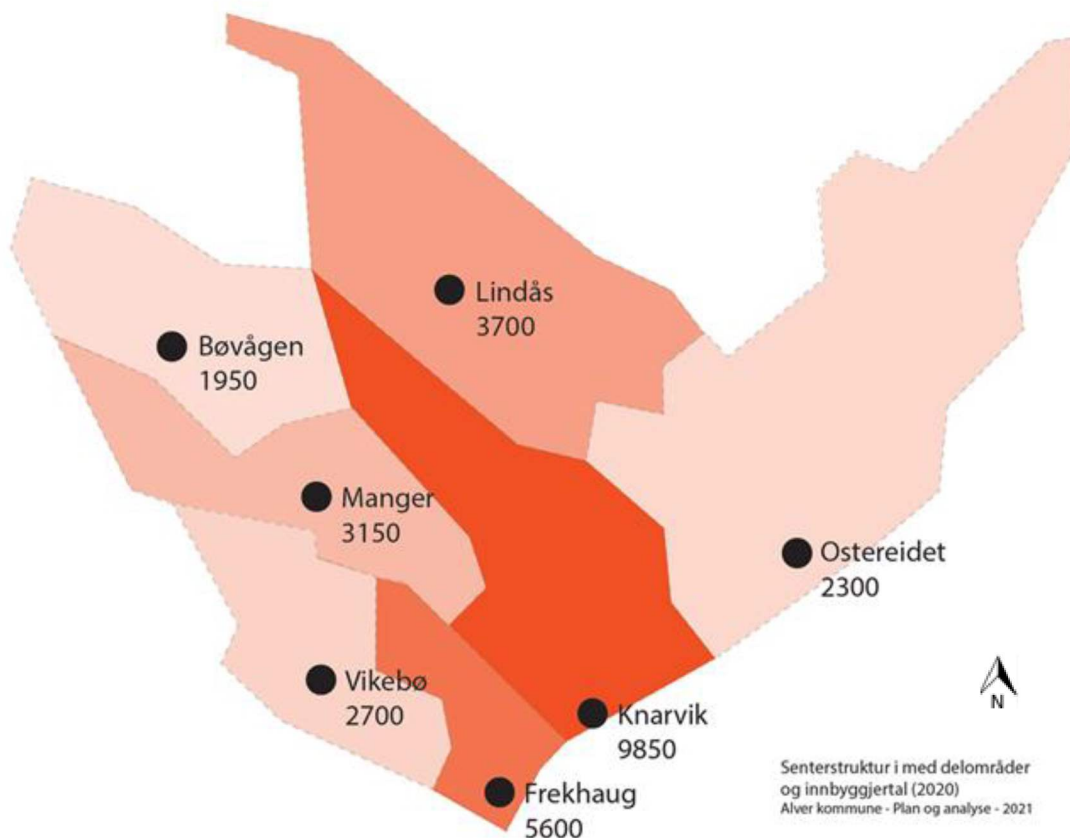 Lindås
3700
Bøvågen
1950
Manger
3150
Ostereidet
2300
Vikebø
2700
Knarvik
9850
Frekhaug
5600
N
Senterstruktur i med delområder
og innbyggjertal (2020)
Alver kommune - Plan og analyse - 2021